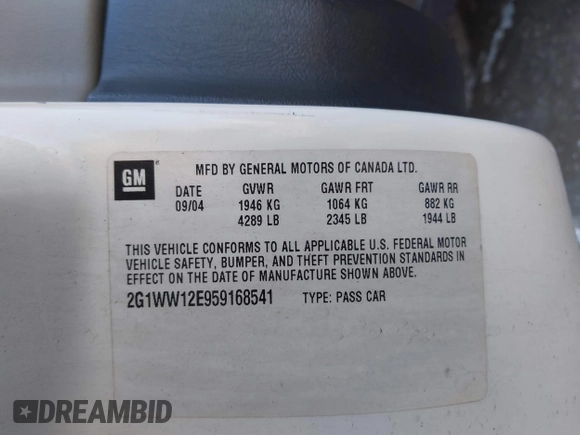 GM
MFD BY GENERAL MOTORS OF CANADA LTD.
DATE GVWR GAWR FRT GAWR RR
09/04 1946 KG 1064 KG 882 KG
4289 LB 2345 LB 1944 LB
THIS VEHICLE CONFORMS TO ALL APPLICABLE U.S. FEDERAL MOTOR
VEHICLE SAFETY, BUMPER, AND THEFT PREVENTION STANDARDS IN
EFFECT ON THE DATE OF MANUFACTURE SHOWN ABOVE.
2G1WW12E959168541 TYPE: PASS CAR
DREAMBID